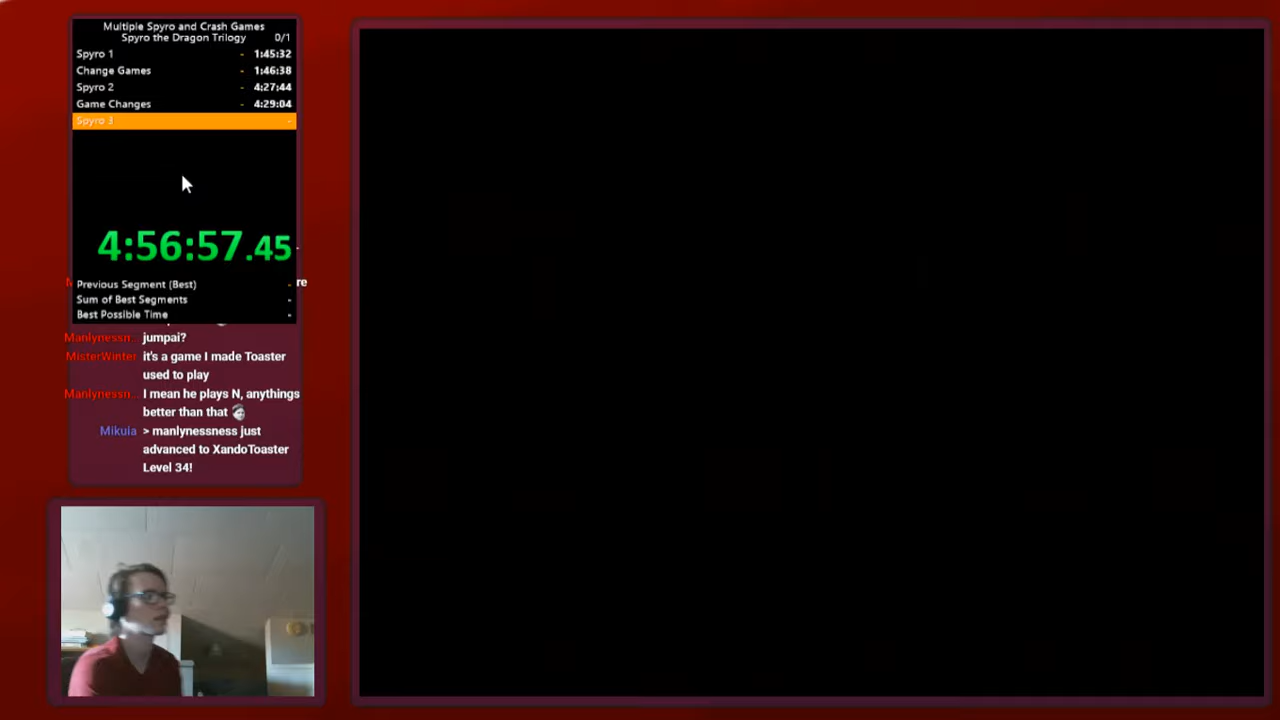 Multiple Spyro and Crash Games
Spyro the Dragon Trilogy 0/1
Spyro 1 - 1:45:32
Change Games - 1:46:38
Spyro 2 - 4:27:44
Game Changes - 4:29:04
Spyro 3 -
4:56:57.45 -
Previous Segment (Best) - re
Sum of Best Segments -
Best Possible Time -
Manlynessn... jumpai?
MisterWinter it's a game I made Toaster
used to play
Manlynessn... I mean he plays N, anythings
better than that
Mikuia > manlynessness just
advanced to XandoToaster
Level 34!